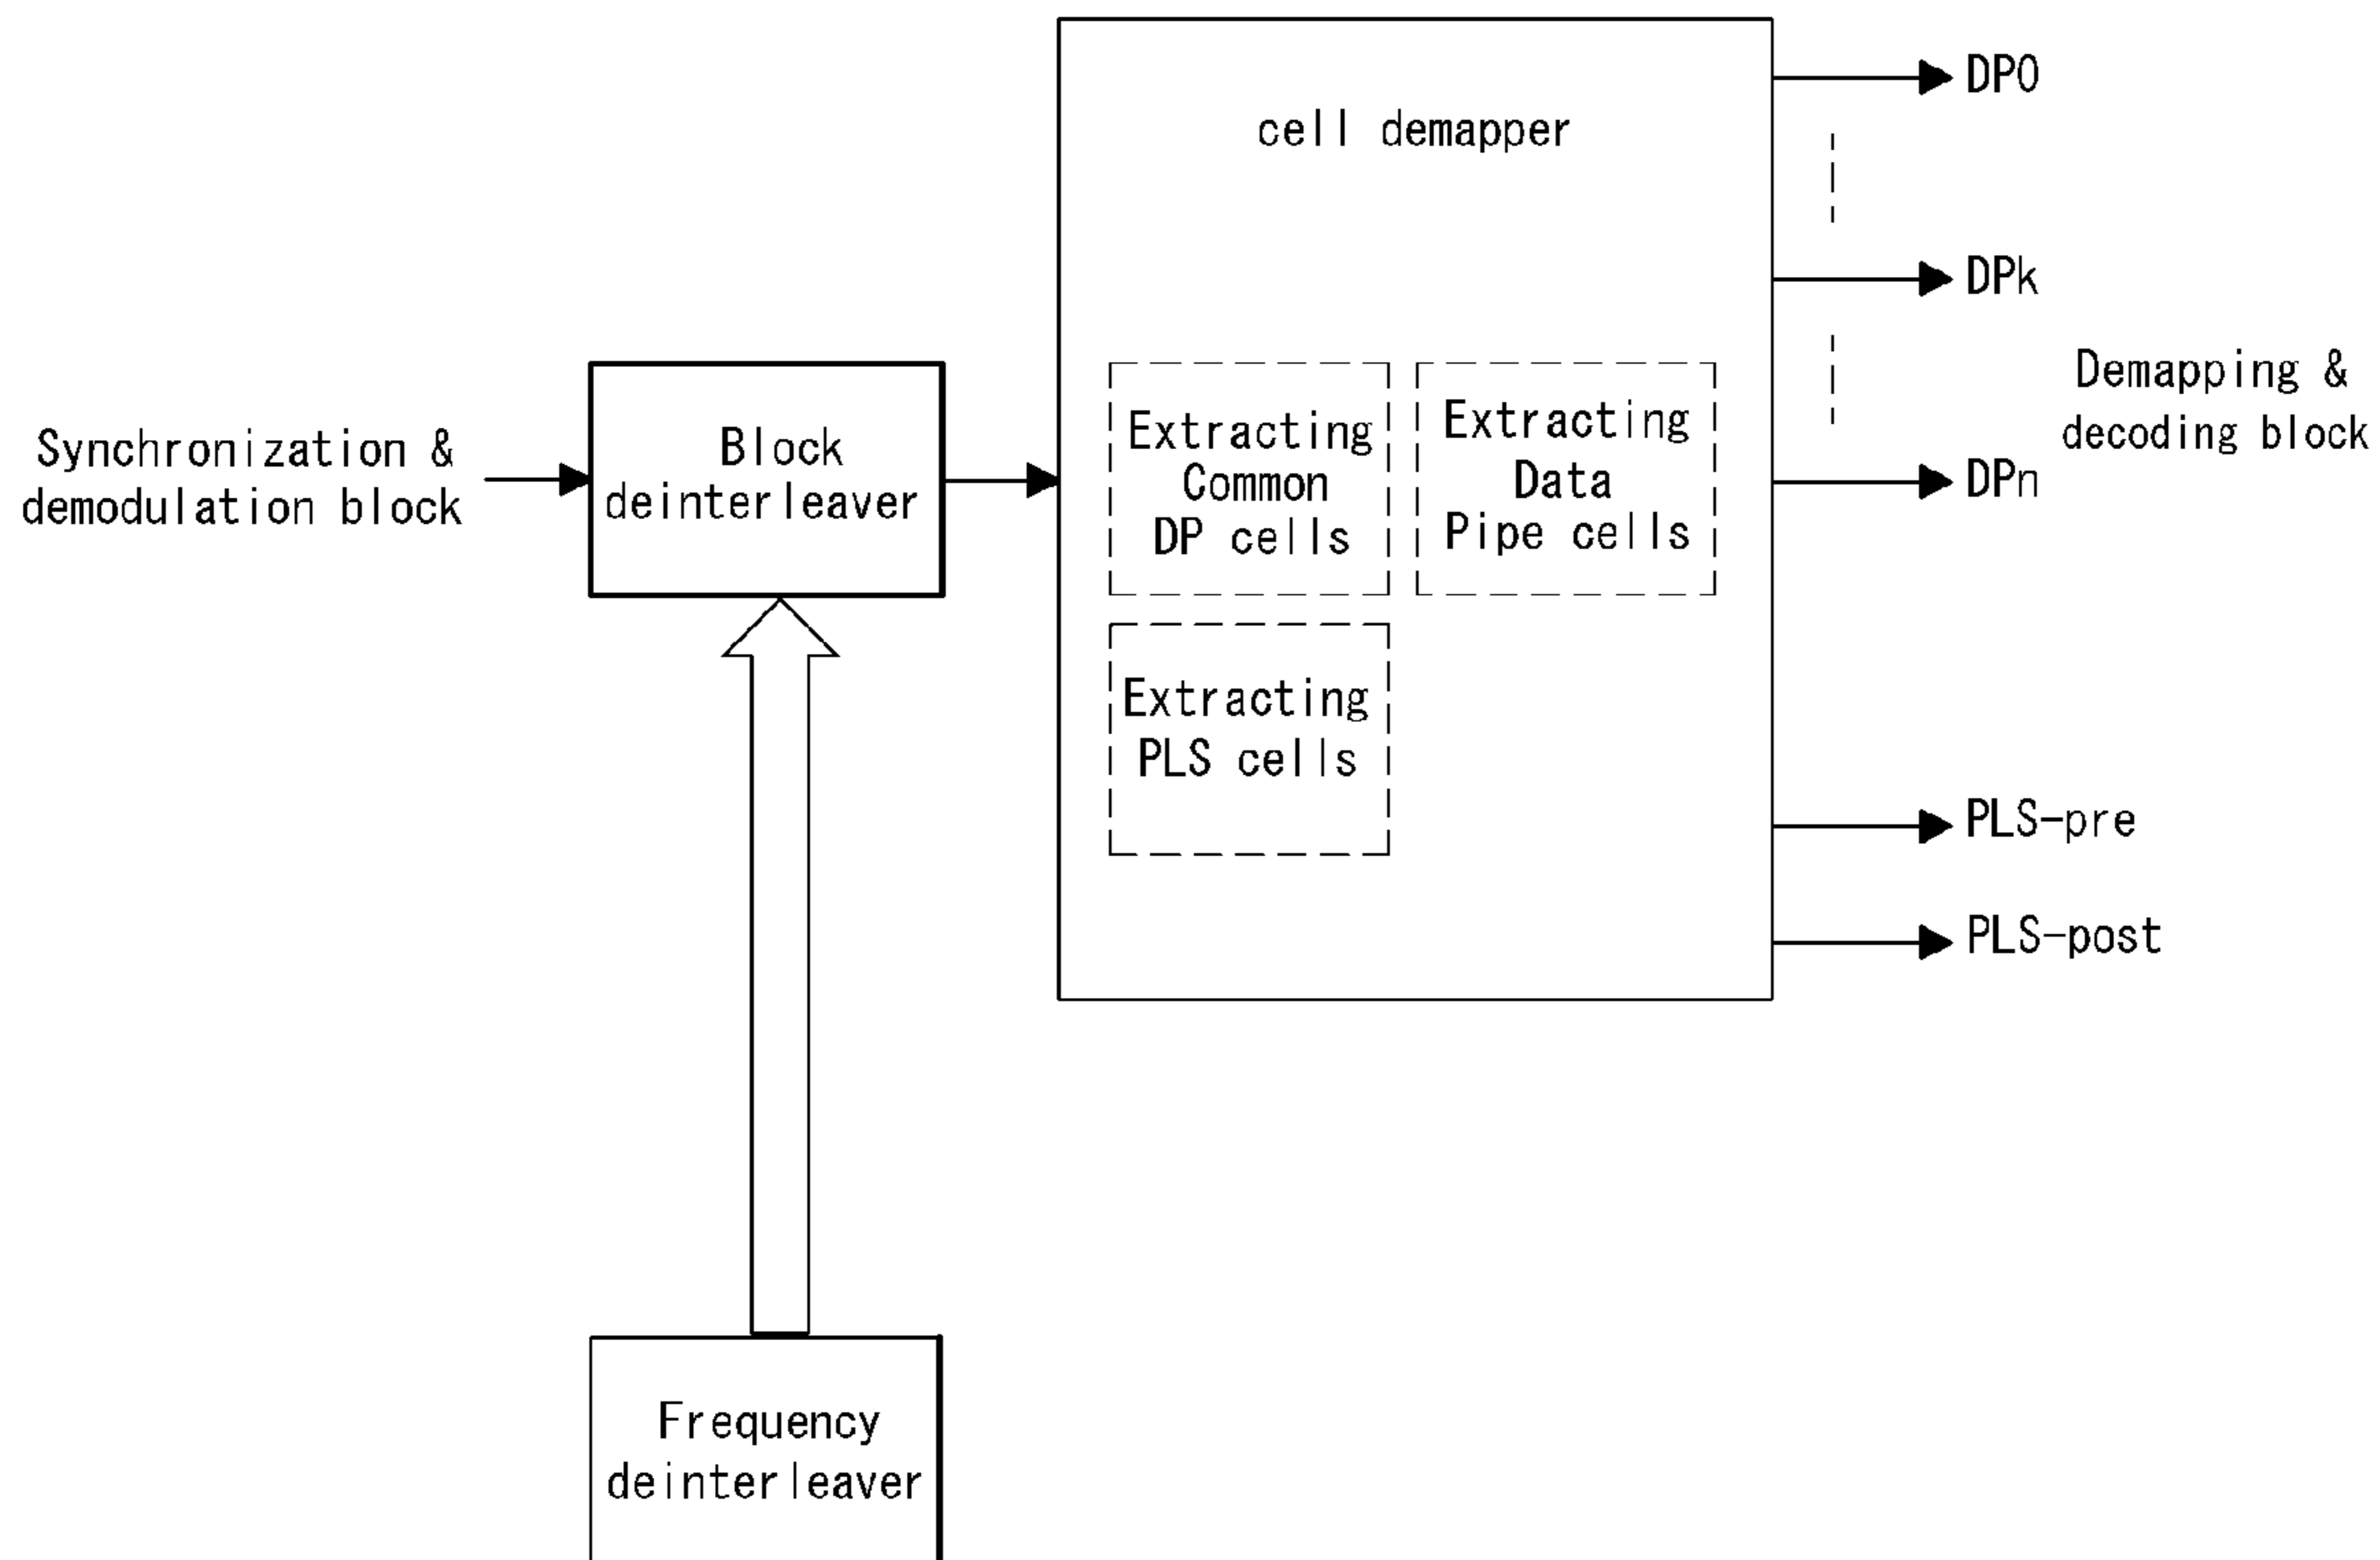 Synchronization &
demodulation block
Block
deinterleaver
Frequency
deinterleaver
cell demapper
Extracting
Common
DP cells
Extracting
Data
Pipe cells
Extracting
PLS cells
DP0
DPk
DPn
PLS-pre
PLS-post
Demapping &
decoding block